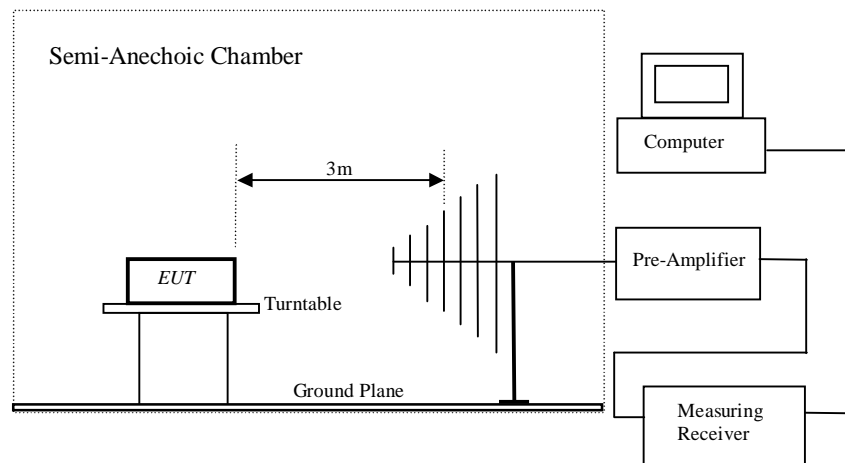 Semi-Anechoic Chamber
Computer
3m
Pre-Amplifier
EUT
Turntable
Ground Plane
Measuring
Receiver